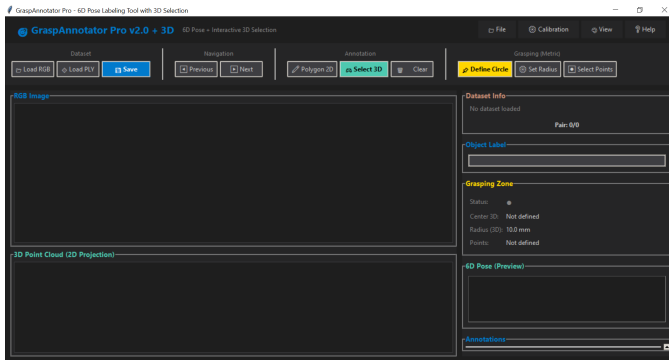 GraspAnnotator Pro - 6D Pose Labeling Tool with 3D Selection
GraspAnnotator Pro v2.0 + 3D 6D Pose + Interactive 3D Selection File Calibration View Help
Dataset Navigation Annotation Grasping (Metric)
Load RGB Load PLY Save Previous Next Polygon 2D Select 3D Clear Define Circle Set Radius Select Points
RGB Image
Dataset Info
No dataset loaded
Pair: 0/0
Object Label
Grasping Zone
Status:
Center 3D: Not defined
Radius (3D): 10.0 mm
Points: Not defined
3D Point Cloud (2D Projection)
6D Pose (Preview)
Annotations